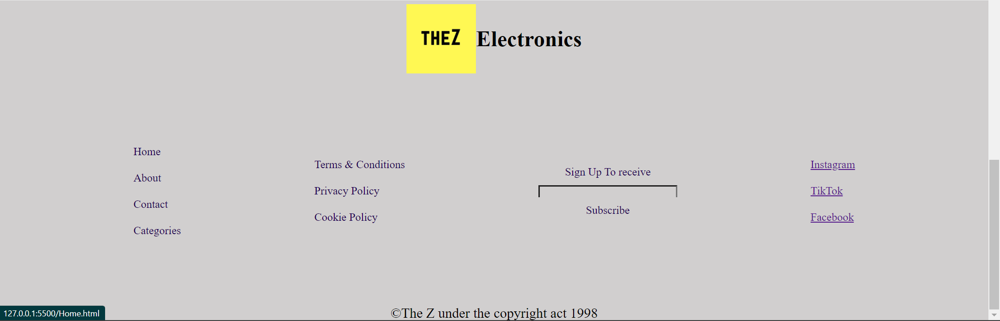 THEZ Electronics
Home
About
Contact
Categories
Terms & Conditions
Privacy Policy
Cookie Policy
Sign Up To receive
Subscribe
Instagram
TikTok
Facebook
©The Z under the copyright act 1998
127.0.0.1:5500/Home.html